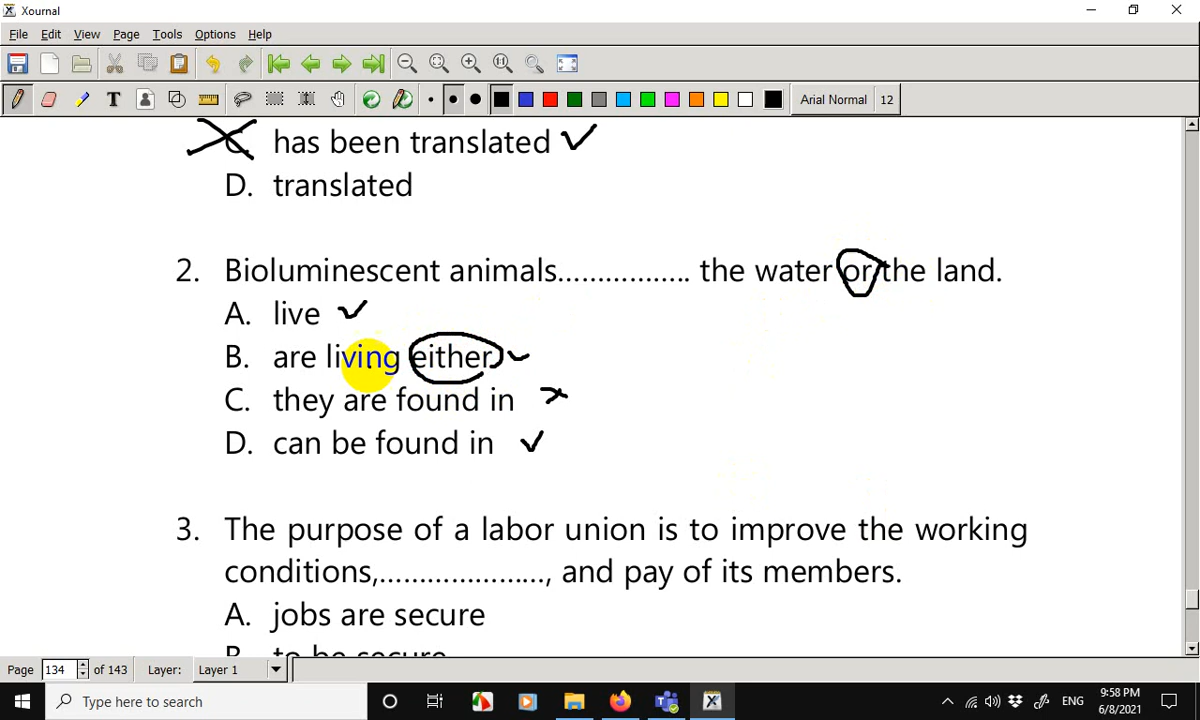 Xournal
File Edit View Page Tools Options Help
Arial Normal 12
C. has been translated
D. translated
2. Bioluminescent animals................. the water or the land.
A. live
B. are living either
C. they are found in
D. can be found in
3. The purpose of a labor union is to improve the working
conditions,....................., and pay of its members.
A. jobs are secure
B. to be secure
Page 134 of 143 Layer: Layer 1
Type here to search
ENG
9:58 PM
6/8/2021